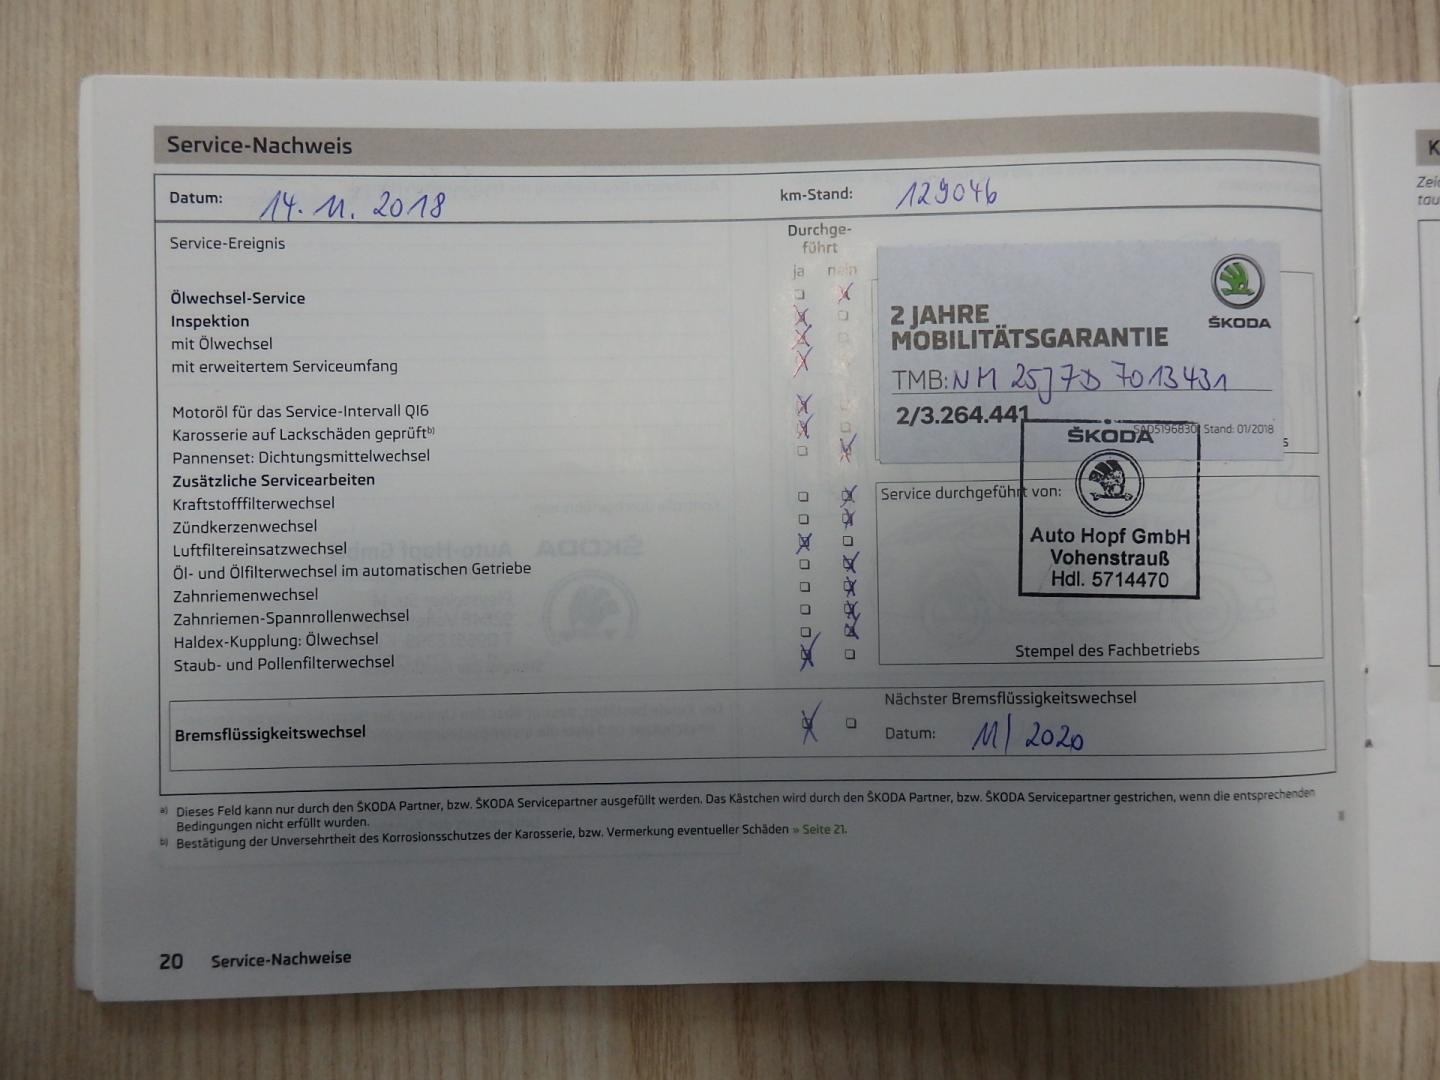 Service-Nachweis
Datum: 14. 11. 2018 km-Stand: 129046
Service-Ereignis
Durchge-
führt
ja nein
Ölwechsel-Service
Inspektion
mit Ölwechsel
mit erweitertem Serviceumfang
Motoröl für das Service-Intervall QI6
Karosserie auf Lackschäden geprüft b)
Pannenset: Dichtungsmittelwechsel
Zusätzliche Servicearbeiten
Kraftstofffilterwechsel
Zündkerzenwechsel
Luftfiltereinsatzwechsel
Öl- und Ölfilterwechsel im automatischen Getriebe
Zahnriemenwechsel
Zahnriemen-Spannrollenwechsel
Haldex-Kupplung: Ölwechsel
Staub- und Pollenfilterwechsel
ŠKODA
2 JAHRE
MOBILITÄTSGARANTIE
TMB: NM 25J7D 7013431
2/3.264.441
SAD5196830 Stand: 01/2018
s
Service durchgeführt von:
ŠKODA
Auto Hopf GmbH
Vohenstrauß
Hdl. 5714470
Stempel des Fachbetriebs
Bremsflüssigkeitswechsel
Nächster Bremsflüssigkeitswechsel
Datum: 11/2020
a) Dieses Feld kann nur durch den ŠKODA Partner, bzw. ŠKODA Servicepartner ausgefüllt werden. Das Kästchen wird durch den ŠKODA Partner, bzw. ŠKODA Servicepartner gestrichen, wenn die entsprechenden
Bedingungen nicht erfüllt wurden.
b) Bestätigung der Unversehrtheit des Korrosionsschutzes der Karosserie, bzw. Vermerkung eventueller Schäden » Seite 21.
20 Service-Nachweise
K
Zei
tau